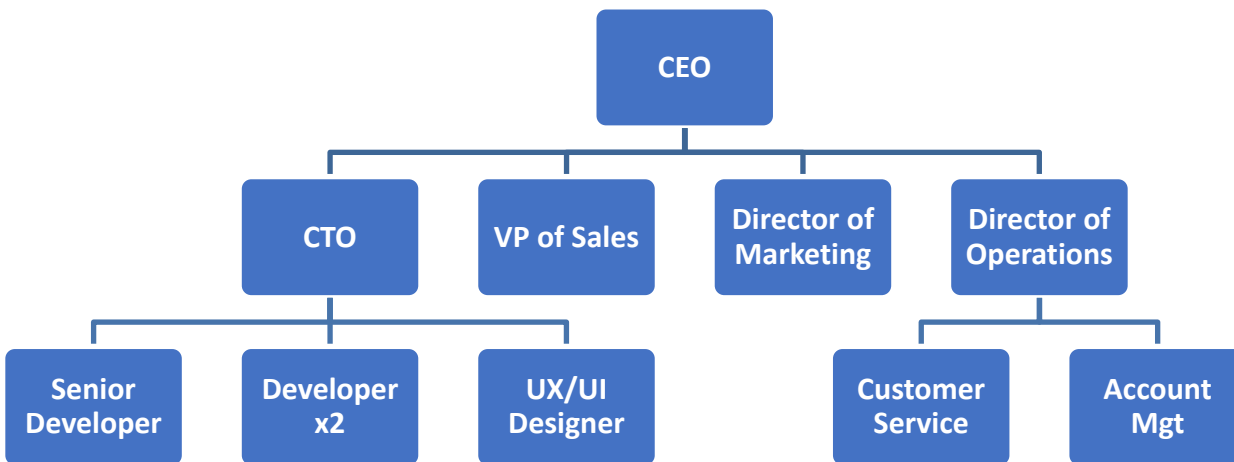 CEO
CTO
VP of Sales
Director of
Marketing
Director of
Operations
Senior
Developer
Developer
x2
UX/UI
Designer
Customer
Service
Account
Mgt